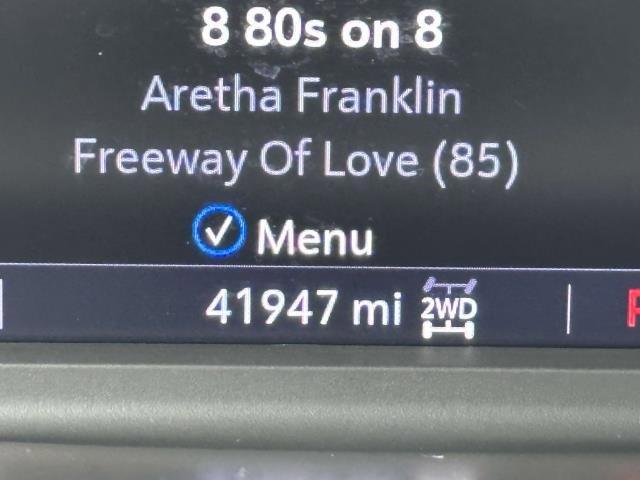 8 80s on 8
Aretha Franklin
Freeway Of Love (85)
Menu
41947 mi 2WD